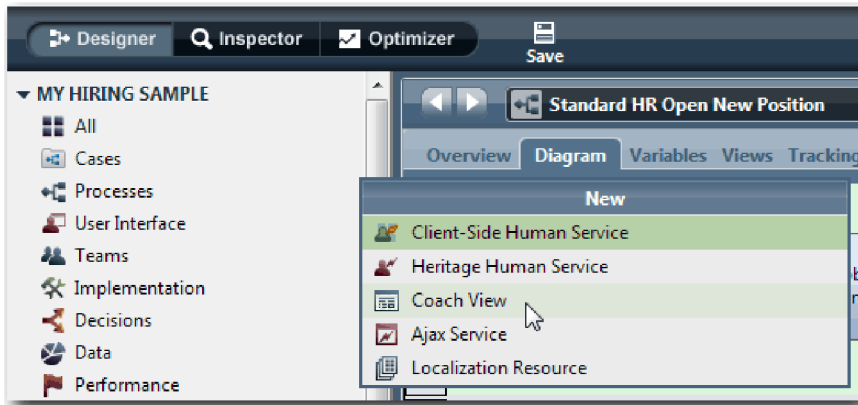 Designer Inspector Optimizer
Save
MY HIRING SAMPLE
All
Cases
Processes
User Interface
Teams
Implementation
Decisions
Data
Performance
Standard HR Open New Position
Overview Diagram Variables Views Tracking
New
Client-Side Human Service
Heritage Human Service
Coach View
Ajax Service
Localization Resource